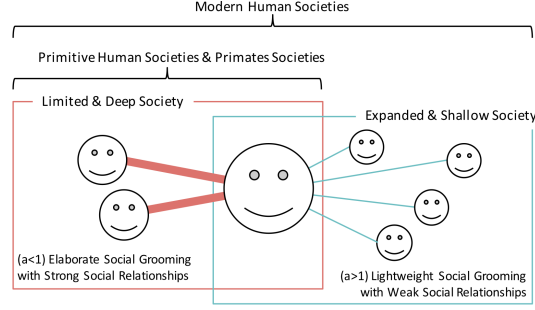 Modern Human Societies
Primitive Human Societies & Primates Societies
Limited & Deep Society
Expanded & Shallow Society
(a<1) Elaborate Social Grooming
with Strong Social Relationships
(a>1) Lightweight Social Grooming
with Weak Social Relationships